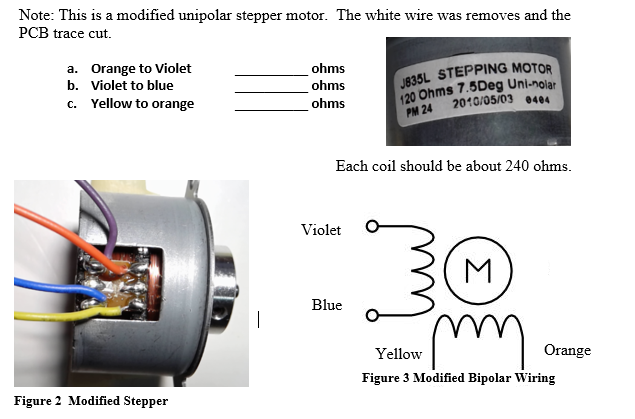 Note: This is a modified unipolar stepper motor. The white wire was removes and the
PCB trace cut.
a. Orange to Violet ____________ ohms
b. Violet to blue ____________ ohms
c. Yellow to orange ____________ ohms
J835L STEPPING MOTOR
120 Ohms 7.5Deg Uni-polar
PM 24 2010/05/03 0404
Each coil should be about 240 ohms.
Violet
M
Blue
Yellow
Orange
Figure 3 Modified Bipolar Wiring
Figure 2 Modified Stepper